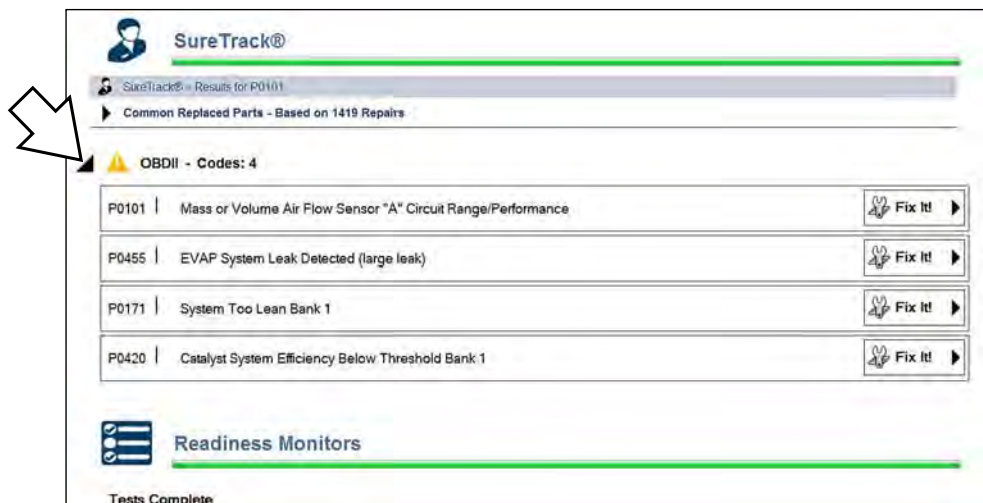 SureTrack®
SureTrack® - Results for P0101
Common Replaced Parts - Based on 1419 Repairs
OBDII - Codes: 4
P0101 Mass or Volume Air Flow Sensor "A" Circuit Range/Performance Fix It!
P0455 EVAP System Leak Detected (large leak) Fix It!
P0171 System Too Lean Bank 1 Fix It!
P0420 Catalyst System Efficiency Below Threshold Bank 1 Fix It!
Readiness Monitors
Tests Complete